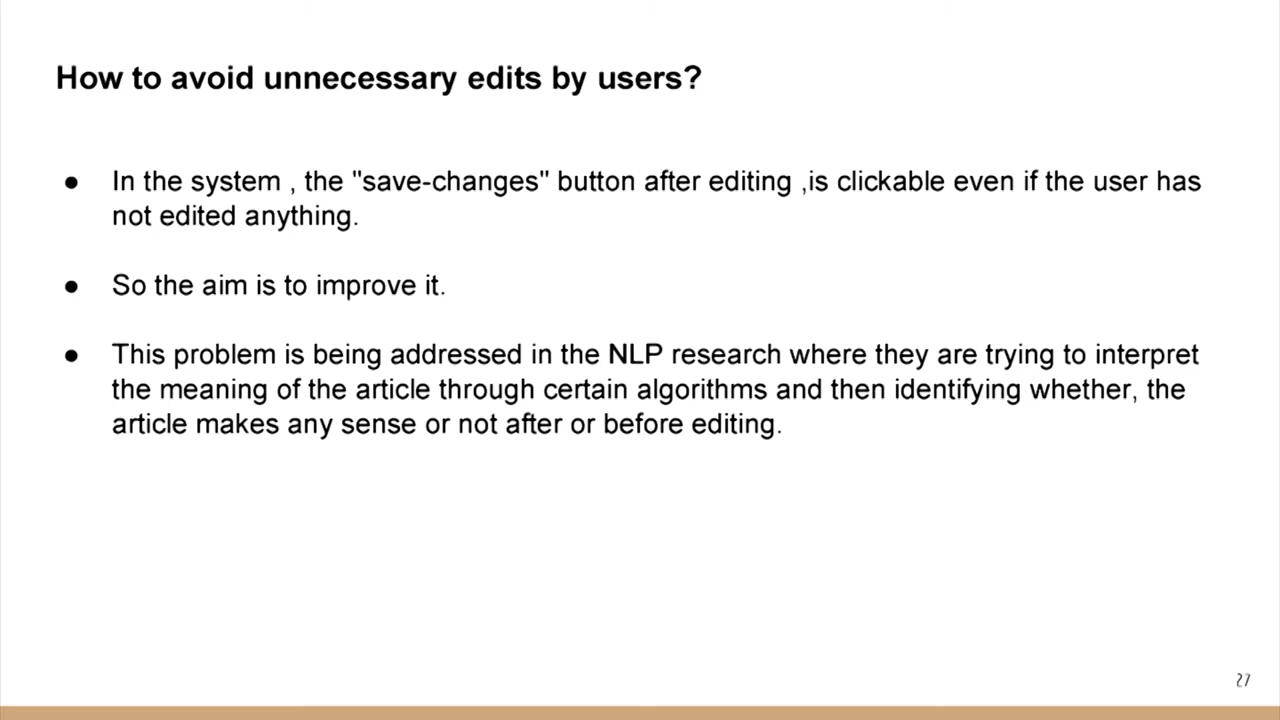 How to avoid unnecessary edits by users?
● In the system , the "save-changes" button after editing ,is clickable even if the user has
not edited anything.
● So the aim is to improve it.
● This problem is being addressed in the NLP research where they are trying to interpret
the meaning of the article through certain algorithms and then identifying whether, the
article makes any sense or not after or before editing.
27